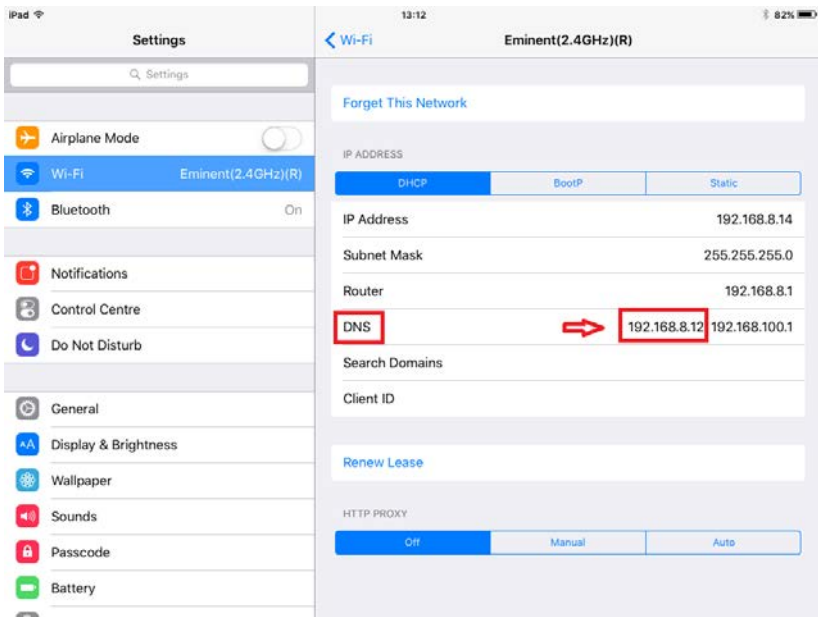 iPad 13:12 82%
Settings
Wi-Fi Eminent(2.4GHz)(R)
Settings
Airplane Mode
Wi-Fi Eminent(2.4GHz)(R)
Bluetooth On
Notifications
Control Centre
Do Not Disturb
General
AA Display & Brightness
Wallpaper
Sounds
Passcode
Battery
Forget This Network
IP ADDRESS
DHCP BootP Static
IP Address 192.168.8.14
Subnet Mask 255.255.255.0
Router 192.168.8.1
DNS 192.168.8.12 192.168.100.1
Search Domains
Client ID
Renew Lease
HTTP PROXY
Off Manual Auto